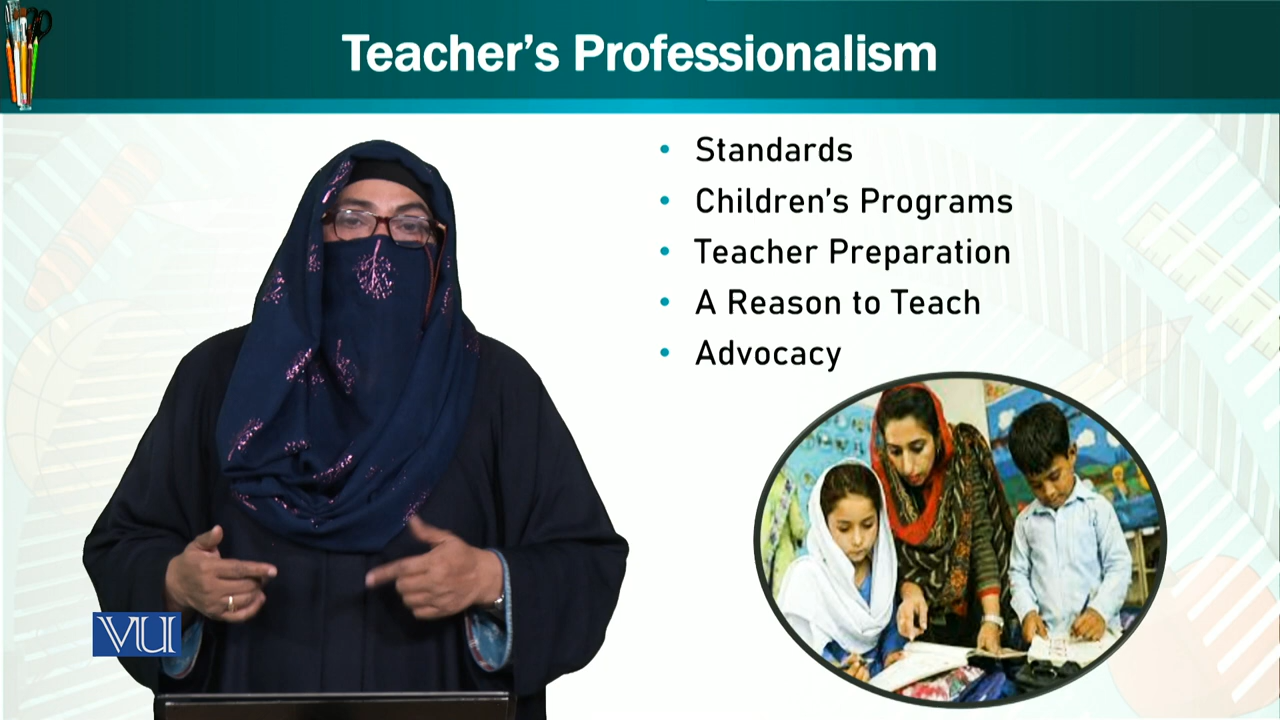 Teacher's Professionalism
• Standards
• Children's Programs
• Teacher Preparation
• A Reason to Teach
• Advocacy
VU